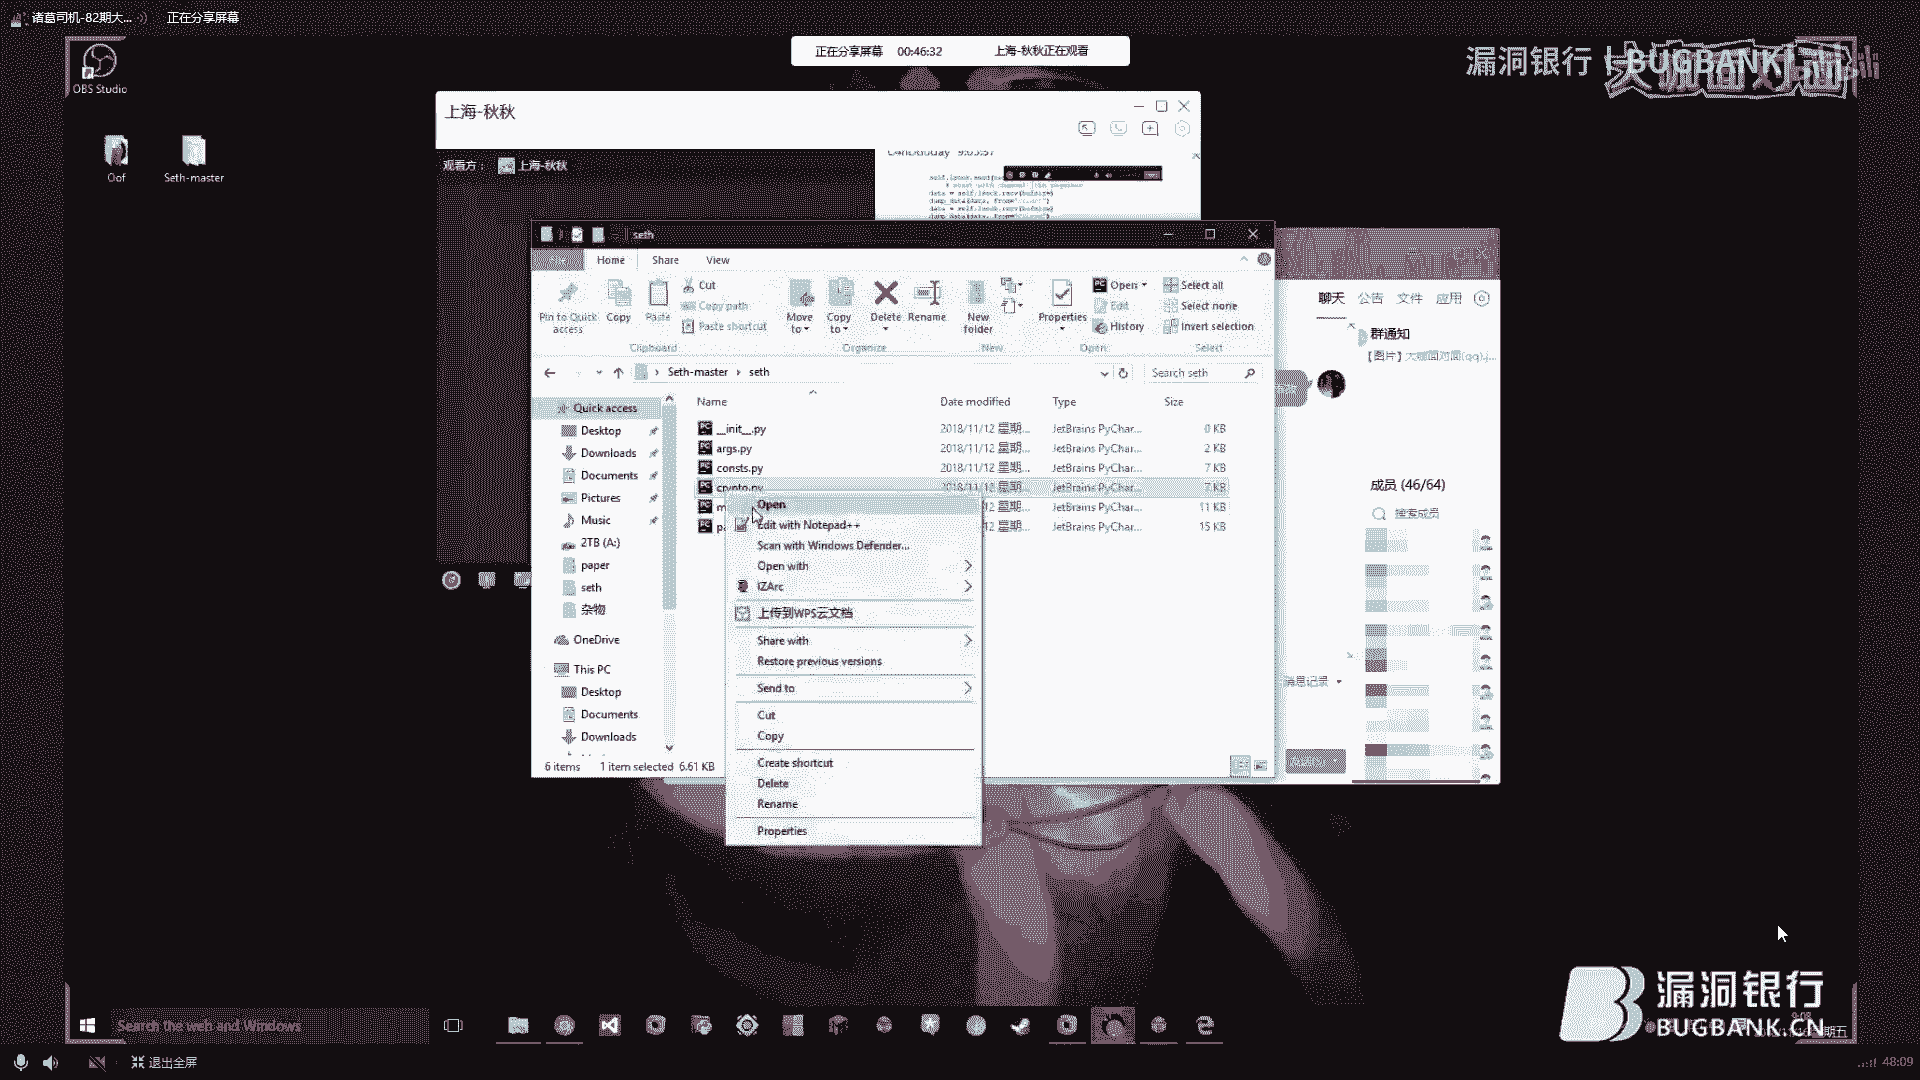 诸葛司机-82期大...
正在分享屏幕
正在分享屏幕 00:46:32 上海-秋秋正在观看
漏洞银行 | BUGBANK
大咖面对面
OBS Studio
Oof
Seth-master
上海-秋秋
观看方： 上海-秋秋
seth
Home
Share
View
Pin to Quick access
Copy
Paste
Cut
Copy path
Paste shortcut
Clipboard
Move to
Copy to
Delete
Rename
Organize
New folder
New
Properties
Open
Edit
History
Open
Select all
Select none
Invert selection
Select
Seth-master
seth
Search seth
Name
Date modified
Type
Size
__init__.py 2018/11/12 星期... JetBrains PyChar... 0 KB
args.py 2018/11/12 星期... JetBrains PyChar... 2 KB
consts.py 2018/11/12 星期... JetBrains PyChar... 7 KB
crypto.py 2018/11/12 星期... JetBrains PyChar... 7 KB
12 星期... JetBrains PyChar... 11 KB
12 星期... JetBrains PyChar... 15 KB
Quick access
Desktop
Downloads
Documents
Pictures
Music
2TB (A:)
paper
seth
杂物
OneDrive
This PC
Desktop
Documents
Downloads
6 items 1 item selected 6.61 KB
Open
Edit with Notepad++
Scan with Windows Defender...
Open with
IZArc
上传到WPS云文档
Share with
Restore previous versions
Send to
Cut
Copy
Create shortcut
Delete
Rename
Properties
聊天 公告 文件 应用
群通知
【图片】大咖面对面(qq).j...
成员 (46/64)
搜索成员
消息记录
Search the web and Windows
漏洞银行
BUGBANK.CN
退出全屏
48:09